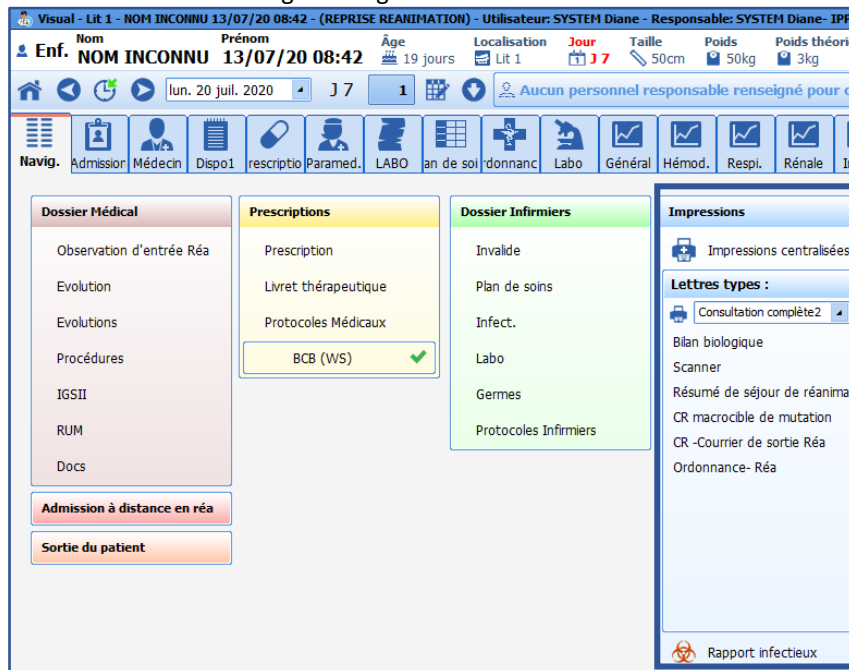 Visual - Lit 1 - NOM INCONNU 13/07/20 08:42 - (REPRISE REANIMATION) - Utilisateur: SYSTEM Diane - Responsable: SYSTEM Diane- IPP
Nom Prénom Âge Localisation Jour Taille Poids Poids théori
Enf. NOM INCONNU 13/07/20 08:42 19 jours Lit 1 J 7 50cm 50kg 3kg
lun. 20 juil. 2020 J 7 1 Aucun personnel responsable renseigné pour c
Navig. Admission Médecin Dispo1 rescriptio Paramed. LABO an de soi rdonnanc Labo Général Hémod. Respi. Rénale
Dossier Médical
Observation d'entrée Réa
Evolution
Evolutions
Procédures
IGSII
RUM
Docs
Admission à distance en réa
Sortie du patient
Prescriptions
Prescription
Livret thérapeutique
Protocoles Médicaux
BCB (WS)
Dossier Infirmiers
Invalide
Plan de soins
Infect.
Labo
Germes
Protocoles Infirmiers
Impressions
Impressions centralisées
Lettres types :
Consultation complète2
Bilan biologique
Scanner
Résumé de séjour de réanima
CR macrocible de mutation
CR -Courrier de sortie Réa
Ordonnance- Réa
Rapport infectieux